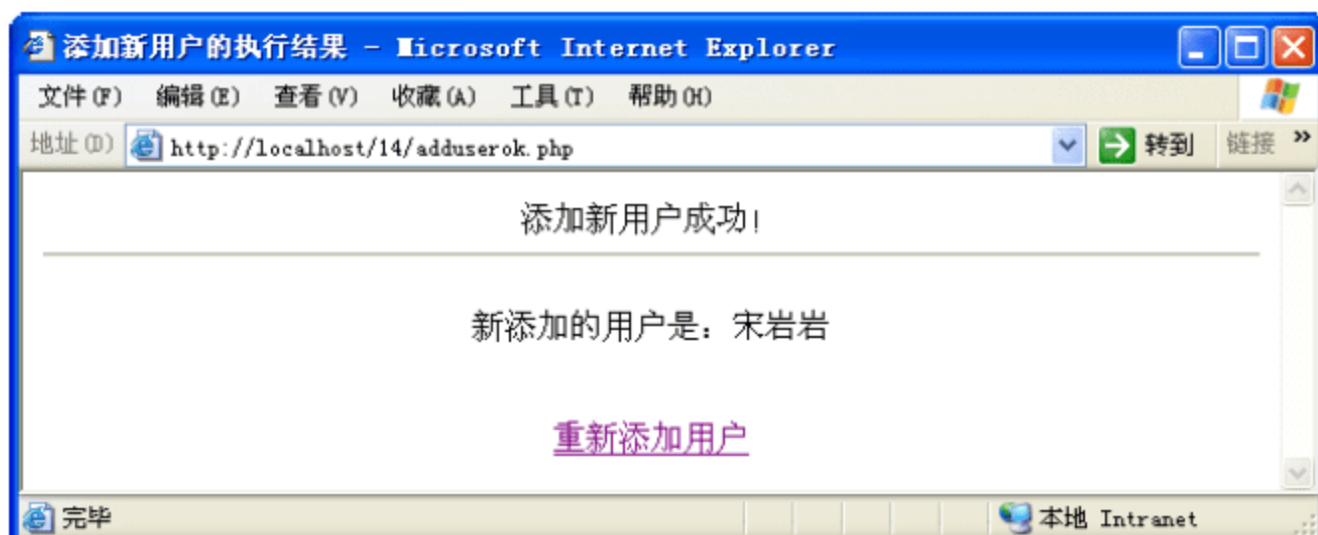 添加新用户的执行结果 - Microsoft Internet Explorer
文件(F) 编辑(E) 查看(V) 收藏(A) 工具(T) 帮助(H)
地址(D) http://localhost/14/adduserok.php 转到 链接 »
添加新用户成功!
新添加的用户是：宋岩岩
重新添加用户
完毕 本地 Intranet